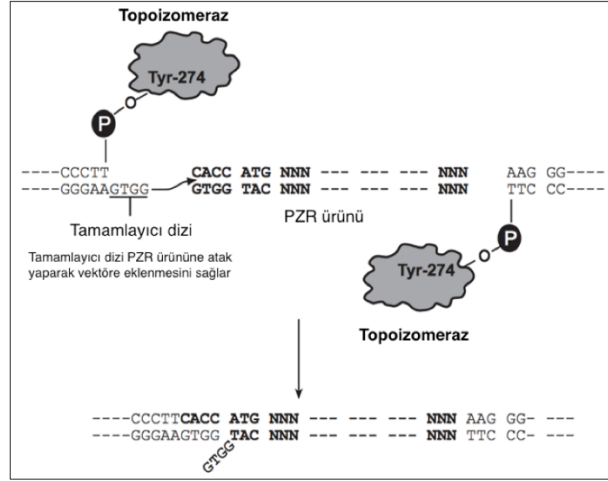 Topoizomeraz
Tyr-274
O
P
----CCCTT CACC ATG NNN --- --- --- NNN AAG GG----
----GGGAAGTGG GTGG TAC NNN --- --- --- NNN TTC CC----
Tamamlayıcı dizi
PZR ürünü
Tamamlayıcı dizi PZR ürününe atak
yaparak vektöre eklenmesini sağlar
P
O
Tyr-274
Topoizomeraz
----CCCTTCACC ATG NNN --- --- --- NNN AAG GG- ---
----GGGAAGTGG TAC NNN --- --- --- NNN TTC CC- ---
GTGG